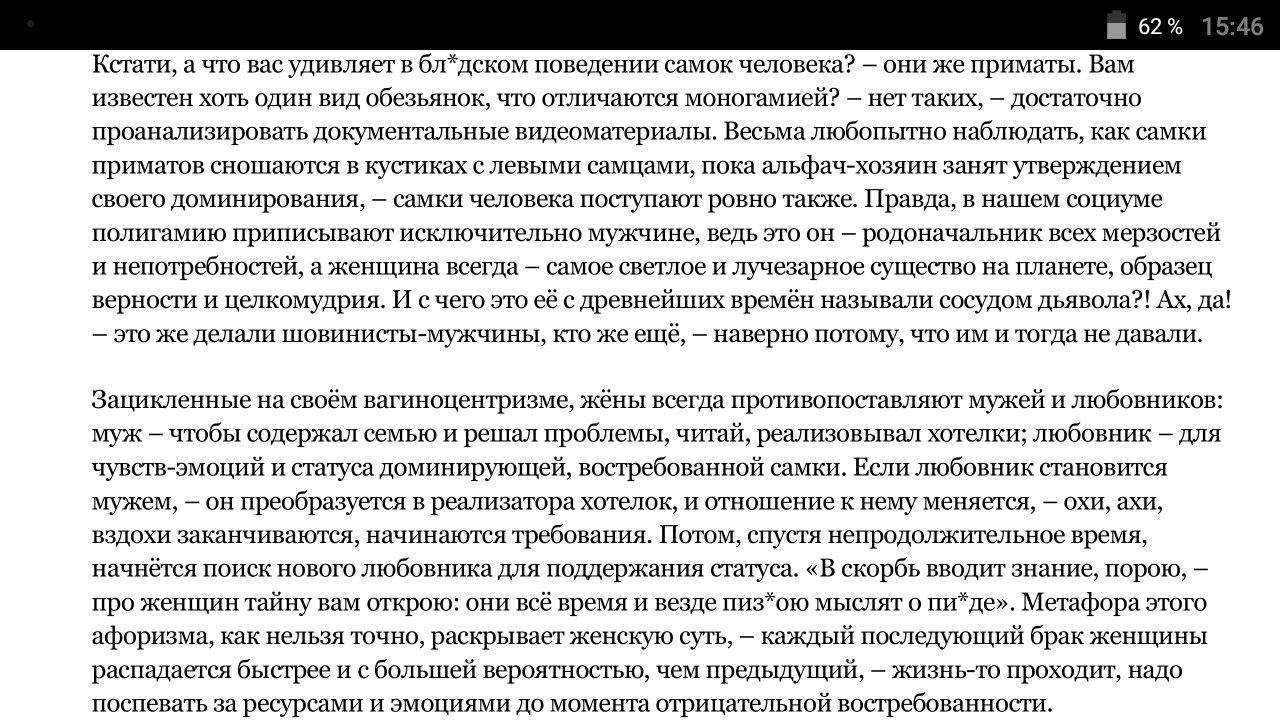 62 % 15:46
Кстати, а что вас удивляет в бл*дском поведении самок человека? – они же приматы. Вам
известен хоть один вид обезьянок, что отличаются моногамией? – нет таких, – достаточно
проанализировать документальные видеоматериалы. Весьма любопытно наблюдать, как самки
приматов сношаются в кустиках с левыми самцами, пока альфач-хозяин занят утверждением
своего доминирования, – самки человека поступают ровно также. Правда, в нашем социуме
полигамию приписывают исключительно мужчине, ведь это он – родоначальник всех мерзостей
и непотребностей, а женщина всегда – самое светлое и лучезарное существо на планете, образец
верности и целкомудрия. И с чего это её с древнейших времён называли сосудом дьявола?! Ах, да!
– это же делали шовинисты-мужчины, кто же ещё, – наверно потому, что им и тогда не давали.
Зацикленные на своём вагиноцентризме, жёны всегда противопоставляют мужей и любовников:
муж – чтобы содержал семью и решал проблемы, читай, реализовывал хотелки; любовник – для
чувств-эмоций и статуса доминирующей, востребованной самки. Если любовник становится
мужем, – он преобразуется в реализатора хотелок, и отношение к нему меняется, – охи, ахи,
вздохи заканчиваются, начинаются требования. Потом, спустя непродолжительное время,
начнётся поиск нового любовника для поддержания статуса. «В скорбь вводит знание, порою, –
про женщин тайну вам открою: они всё время и везде пиз*ою мыслят о пи*де». Метафора этого
афоризма, как нельзя точно, раскрывает женскую суть, – каждый последующий брак женщины
распадается быстрее и с большей вероятностью, чем предыдущий, – жизнь-то проходит, надо
поспевать за ресурсами и эмоциями до момента отрицательной востребованности.